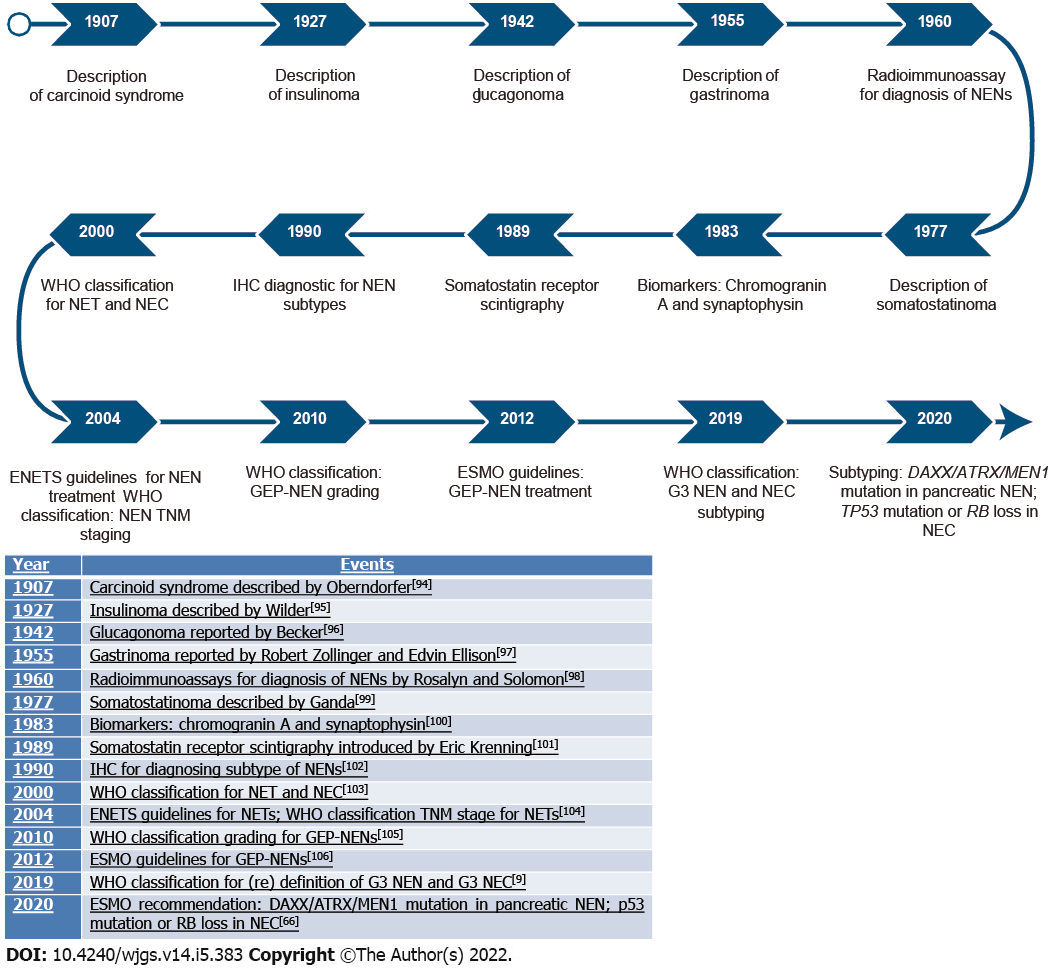 1907
1927
1942
1955
1960
Description
of carcinoid syndrome
Description
of insulinoma
Description of
glucagonoma
Description of
gastrinoma
Radioimmunoassay
for diagnosis of NENs
2000
1990
1989
1983
1977
WHO classification
for NET and NEC
IHC diagnostic for NEN
subtypes
Somatostatin receptor
scintigraphy
Biomarkers: Chromogranin
A and synaptophysin
Description of
somatostatinoma
2004
2010
2012
2019
2020
ENETS guidelines for NEN
treatment WHO
classification: NEN TNM
staging
WHO classification:
GEP-NEN grading
ESMO guidelines:
GEP-NEN treatment
WHO classification:
G3 NEN and NEC
subtyping
Subtyping: DAXX/ATRX/MEN1
mutation in pancreatic NEN;
TP53 mutation or RB loss in
NEC
Year Events
1907 Carcinoid syndrome described by Oberndorfer[94]
1927 Insulinoma described by Wilder[95]
1942 Glucagonoma reported by Becker[96]
1955 Gastrinoma reported by Robert Zollinger and Edvin Ellison[97]
1960 Radioimmunoassays for diagnosis of NENs by Rosalyn and Solomon[98]
1977 Somatostatinoma described by Ganda[99]
1983 Biomarkers: chromogranin A and synaptophysin[100]
1989 Somatostatin receptor scintigraphy introduced by Eric Krenning[101]
1990 IHC for diagnosing subtype of NENs[102]
2000 WHO classification for NET and NEC[103]
2004 ENETS guidelines for NETs; WHO classification TNM stage for NETs[104]
2010 WHO classification grading for GEP-NENs[105]
2012 ESMO guidelines for GEP-NENs[106]
2019 WHO classification for (re) definition of G3 NEN and G3 NEC[9]
2020 ESMO recommendation: DAXX/ATRX/MEN1 mutation in pancreatic NEN; p53
mutation or RB loss in NEC[66]
DOI: 10.4240/wjgs.v14.i5.383 Copyright ©The Author(s) 2022.